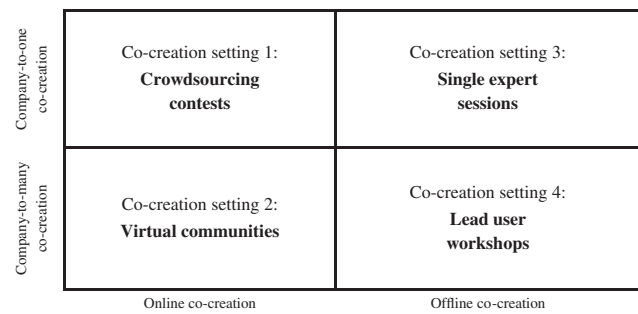 Company-to-one
co-creation
Co-creation setting 1:
Crowdsourcing
contests
Co-creation setting 3:
Single expert
sessions
Company-to-many
co-creation
Co-creation setting 2:
Virtual communities
Co-creation setting 4:
Lead user
workshops
Online co-creation
Offline co-creation